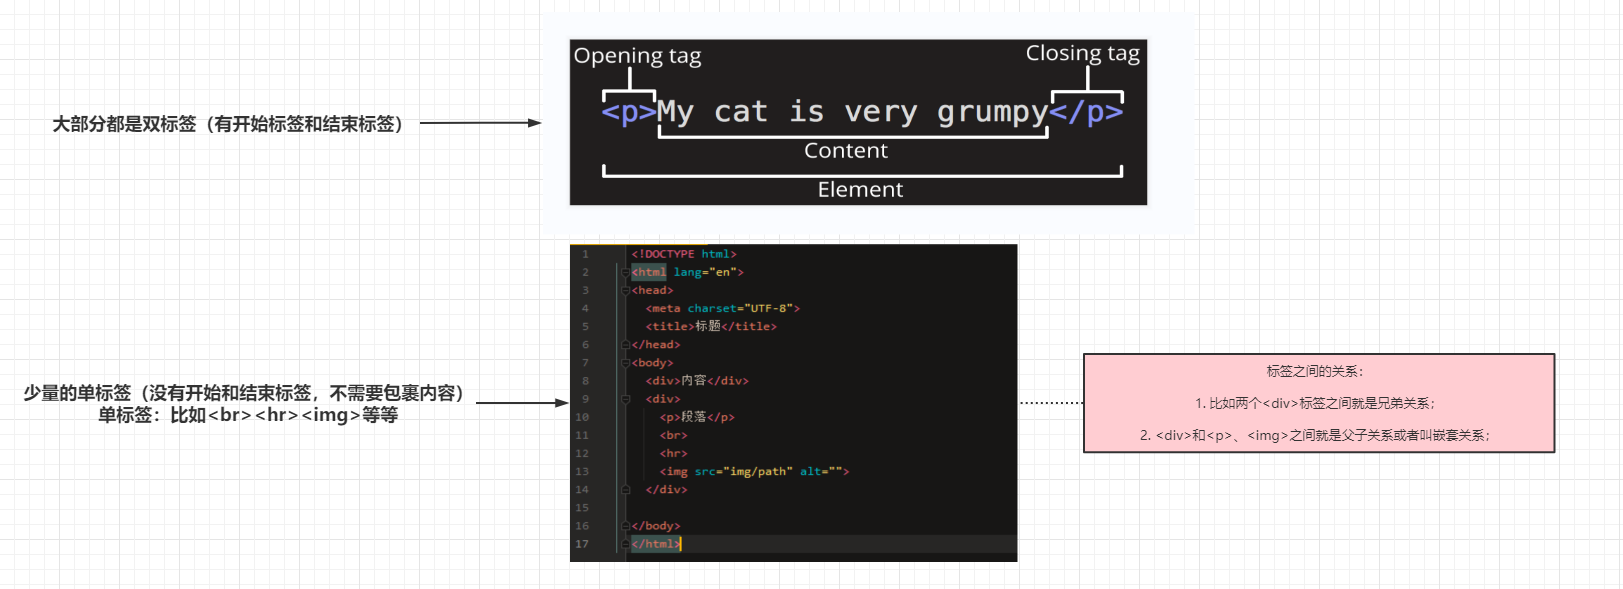 大部分都是双标签（有开始标签和结束标签）
Opening tag
Closing tag
<p>My cat is very grumpy</p>
Content
Element
少量的单标签（没有开始和结束标签，不需要包裹内容）
单标签：比如<br><hr><img>等等
1 <!DOCTYPE html>
2 <html lang="en">
3 <head>
4 <meta charset="UTF-8">
5 <title>标题</title>
6 </head>
7 <body>
8 <div>内容</div>
9 <div>
10 <p>段落</p>
11 <br>
12 <hr>
13 <img src="img/path" alt="">
14 </div>
15
16 </body>
17 </html>
标签之间的关系：
1. 比如两个<div>标签之间就是兄弟关系；
2. <div>和<p>、<img>之间就是父子关系或者叫嵌套关系；